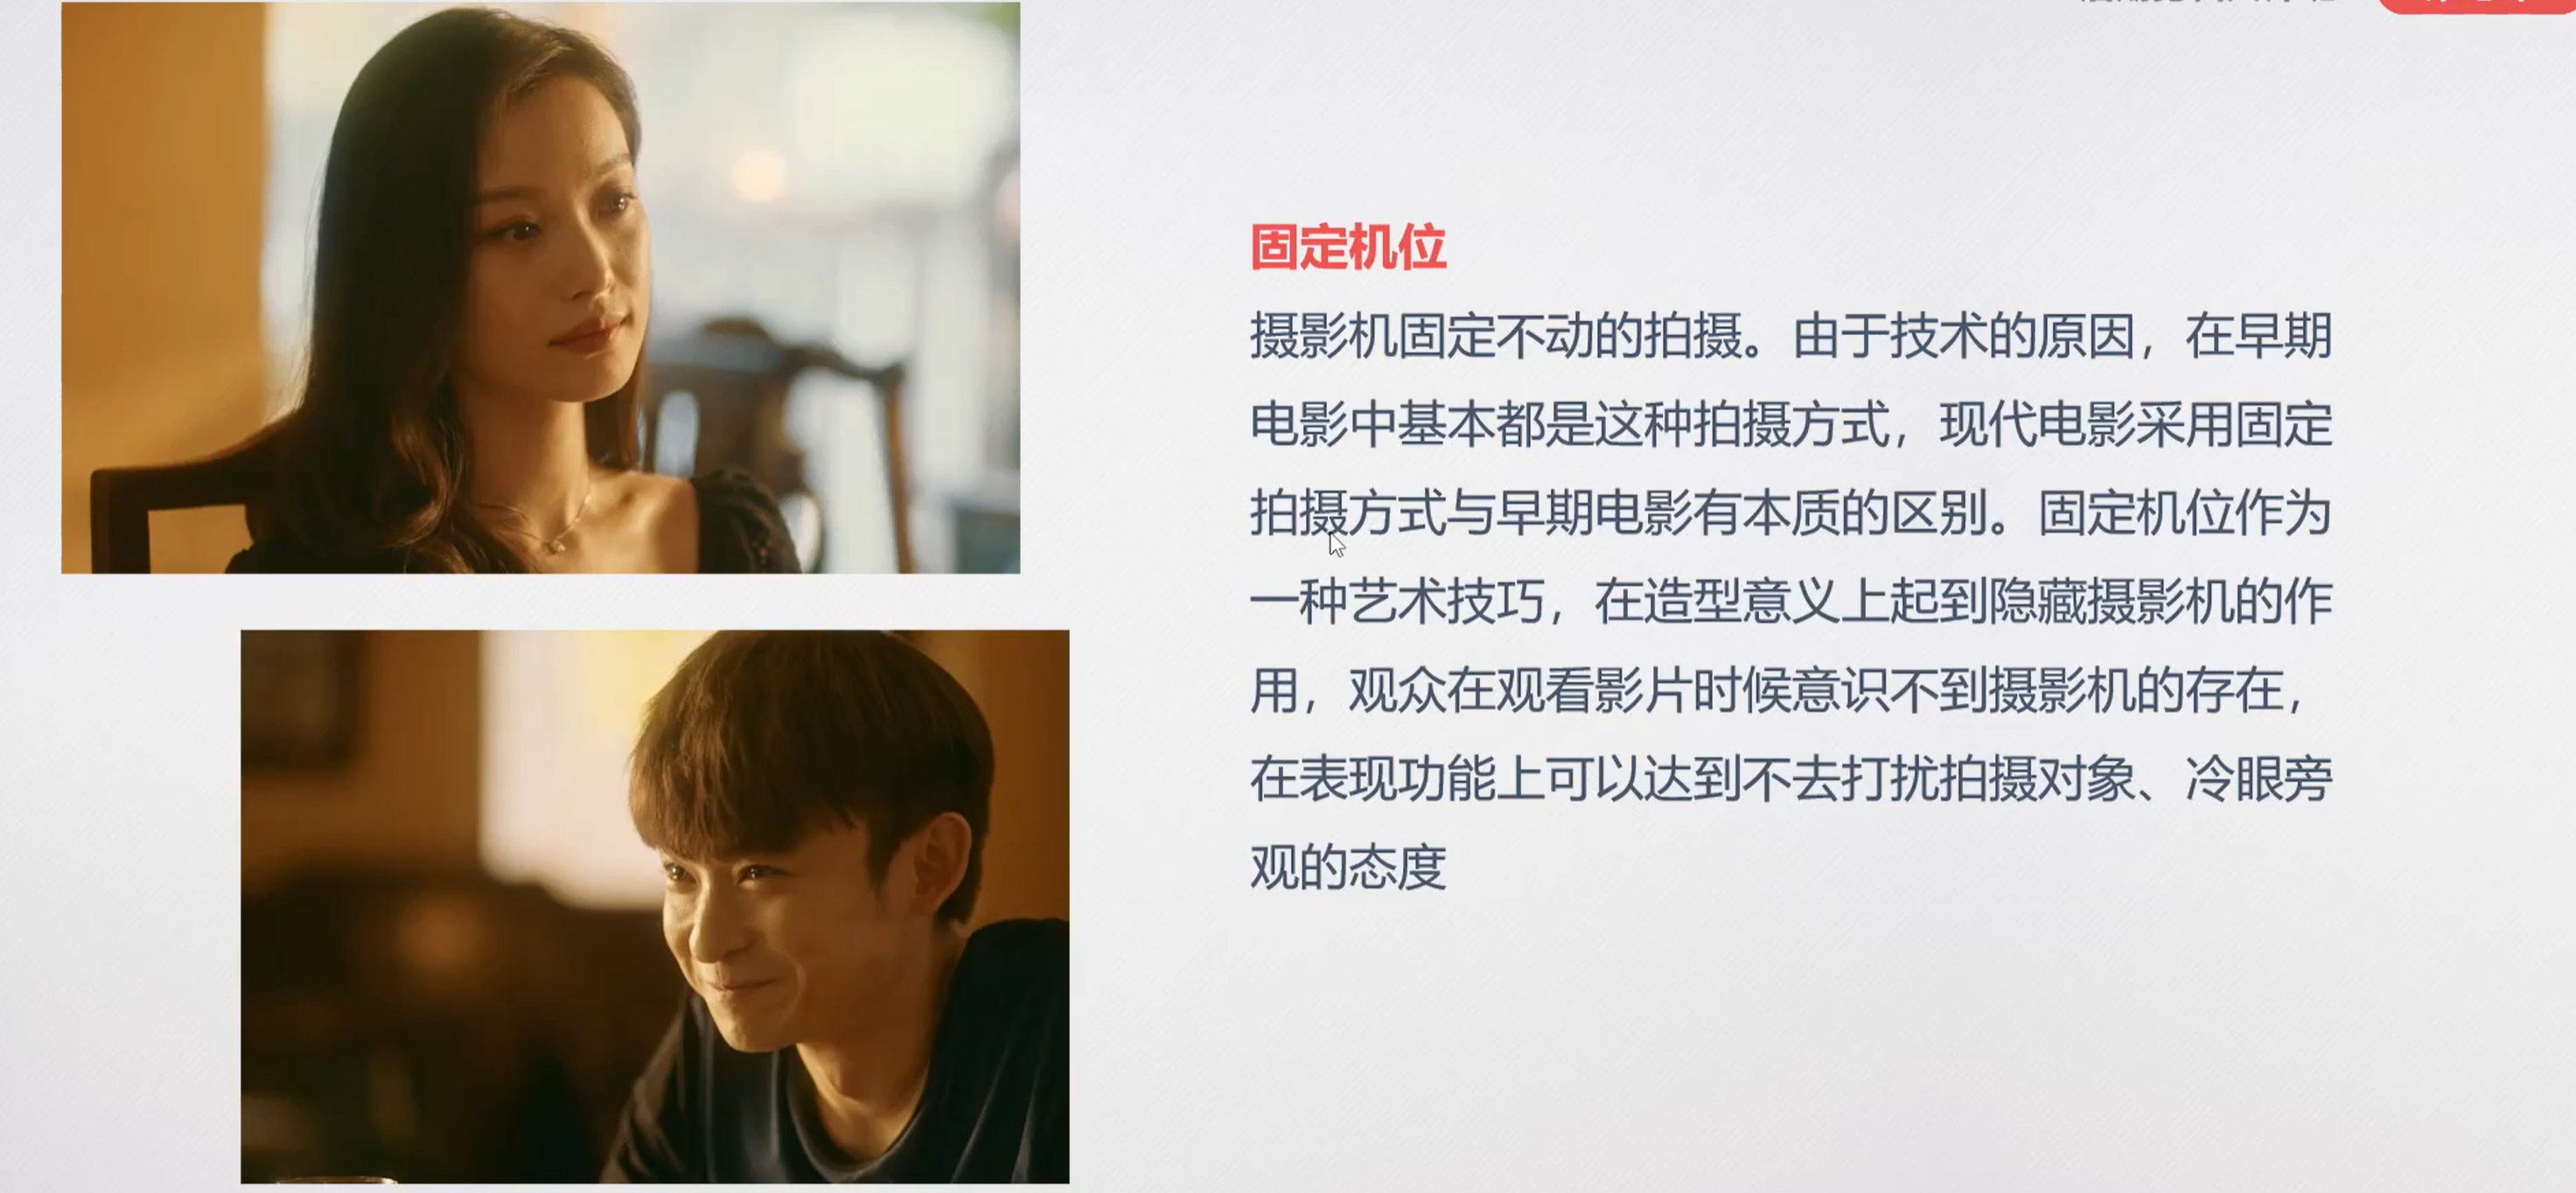 固定机位
摄影机固定不动的拍摄。由于技术的原因，在早期
电影中基本都是这种拍摄方式，现代电影采用固定
拍摄方式与早期电影有本质的区别。固定机位作为
一种艺术技巧，在造型意义上起到隐藏摄影机的作
用，观众在观看影片时候意识不到摄影机的存在，
在表现功能上可以达到不去打扰拍摄对象、冷眼旁
观的态度